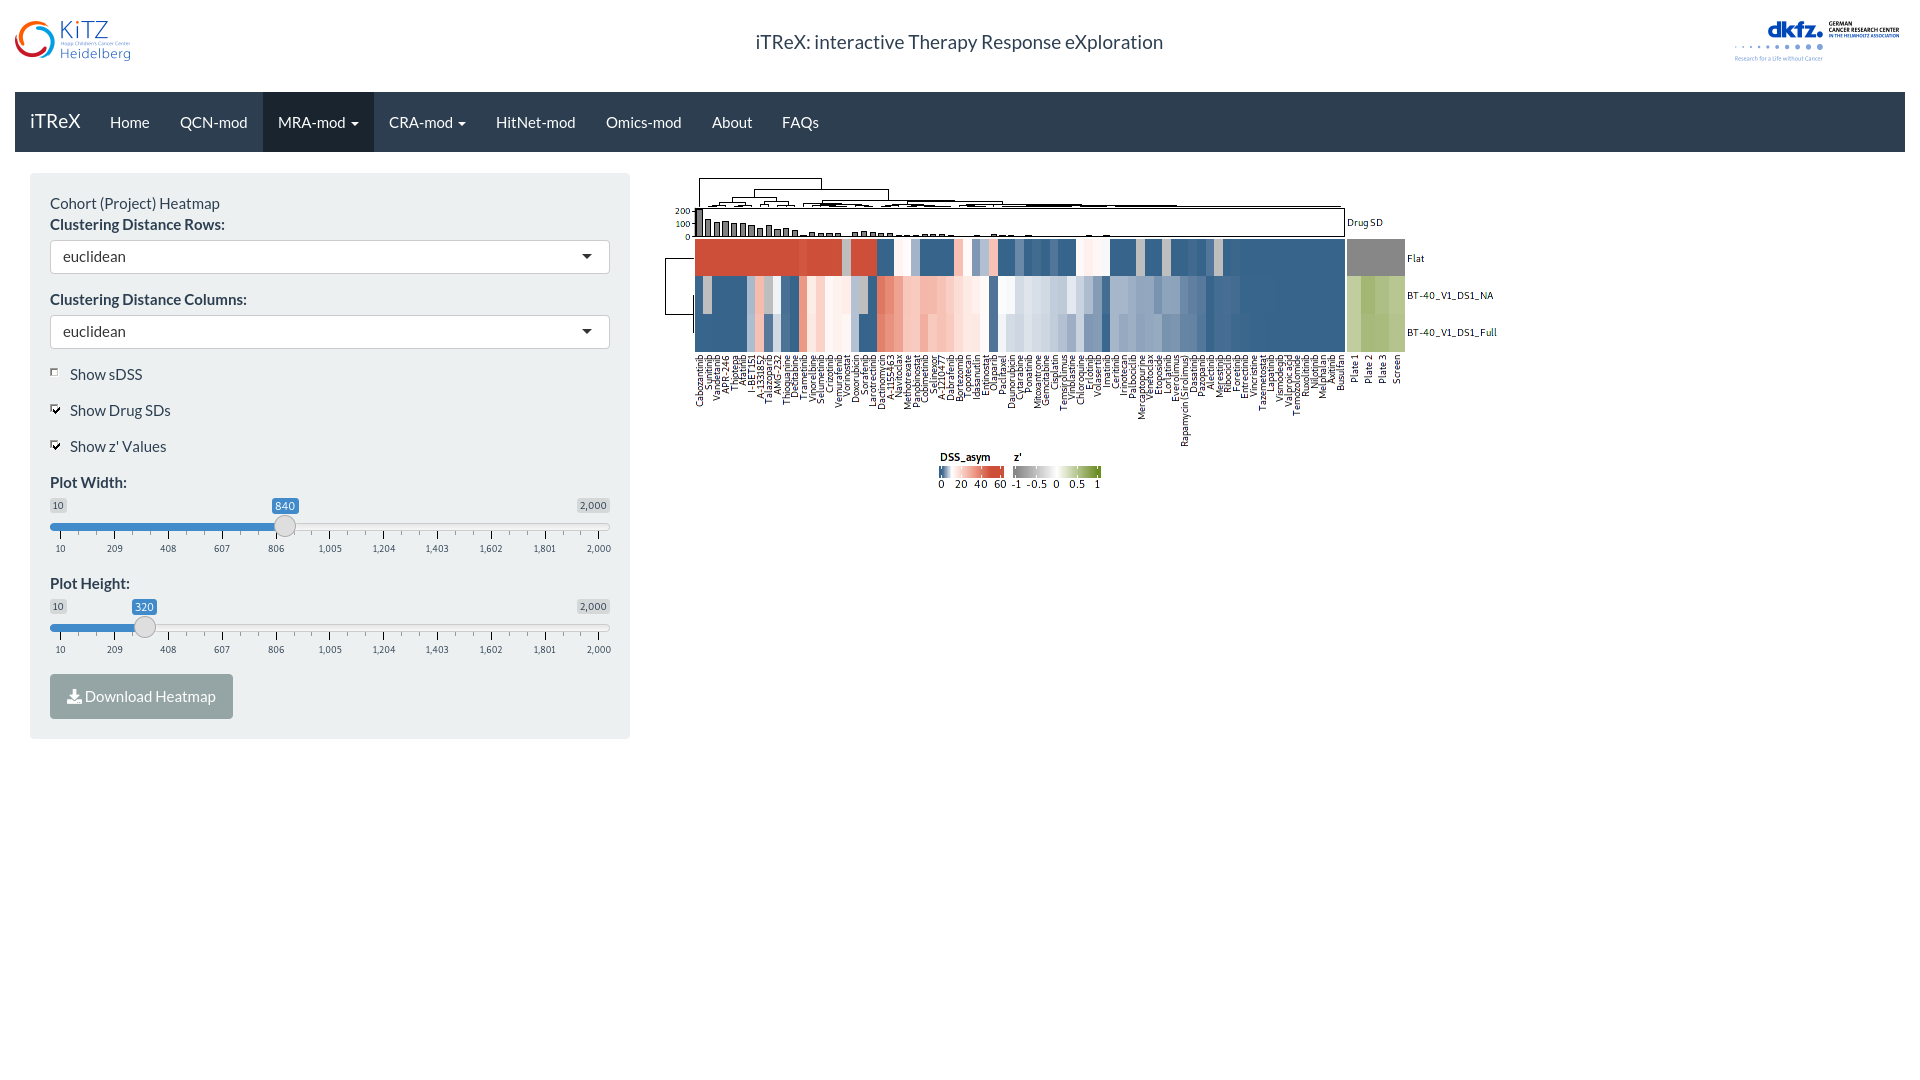 KiTZ
Hopp Children's Cancer Center
Heidelberg
iTReX: interactive Therapy Response eXploration
dkfz.
GERMAN
CANCER RESEARCH CENTER
IN THE HELMHOLTZ ASSOCIATION
Research for a Life without Cancer
iTReX Home QCN-mod MRA-mod CRA-mod HitNet-mod Omics-mod About FAQs
Cohort (Project) Heatmap
Clustering Distance Rows:
euclidean
Clustering Distance Columns:
euclidean
Show sDSS
Show Drug SDs
Show z' Values
Plot Width:
10 840 2,000
10 209 408 607 806 1,005 1,204 1,403 1,602 1,801 2,000
Plot Height:
10 320 2,000
10 209 408 607 806 1,005 1,204 1,403 1,602 1,801 2,000
Download Heatmap
200
100
0
Drug SD
Flat
BT-40_V1_DS1_NA
BT-40_V1_DS1_Full
Cabozantinib
Sunitinib
Vandetanib
APR-246
Thiotepa
Afatinib
I-BET151
A-1331852
Talazoparib
AMG-232
Thioguanine
Decitabine
Trametinib
Vinorelbine
Selumetinib
Crizotinib
Vemurafenib
Vorinostat
Doxorubicin
Sorafenib
Larotrectinib
Dactinomycin
A-1155463
Navitoclax
Methotrexate
Panobinostat
Cobimetinib
Selinexor
A-1210477
Dabrafenib
Bortezomib
Topotecan
Idasanutlin
Entinostat
Olaparib
Paclitaxel
Daunorubicin
Cytarabine
Ponatinib
Mitoxantrone
Gemcitabine
Cisplatin
Temsirolimus
Vinblastine
Chloroquine
Erlotinib
Volasertib
Imatinib
Ceritinib
Irinotecan
Palbociclib
Mercaptopurine
Venetoclax
Etoposide
Lorlatinib
Everolimus
Rapamycin (Sirolimus)
Dasatinib
Pazopanib
Alectinib
Merestinib
Ribociclib
Foretinib
Entrectinib
Vincristine
Tazemetostat
Lapatinib
Vismodegib
Valproic acid
Temozolomide
Ruxolitinib
Nilotinib
Melphalan
Axitinib
Busulfan
Plate 1
Plate 2
Plate 3
Screen
DSS_asym
0 20 40 60
z'
-1 -0.5 0 0.5 1